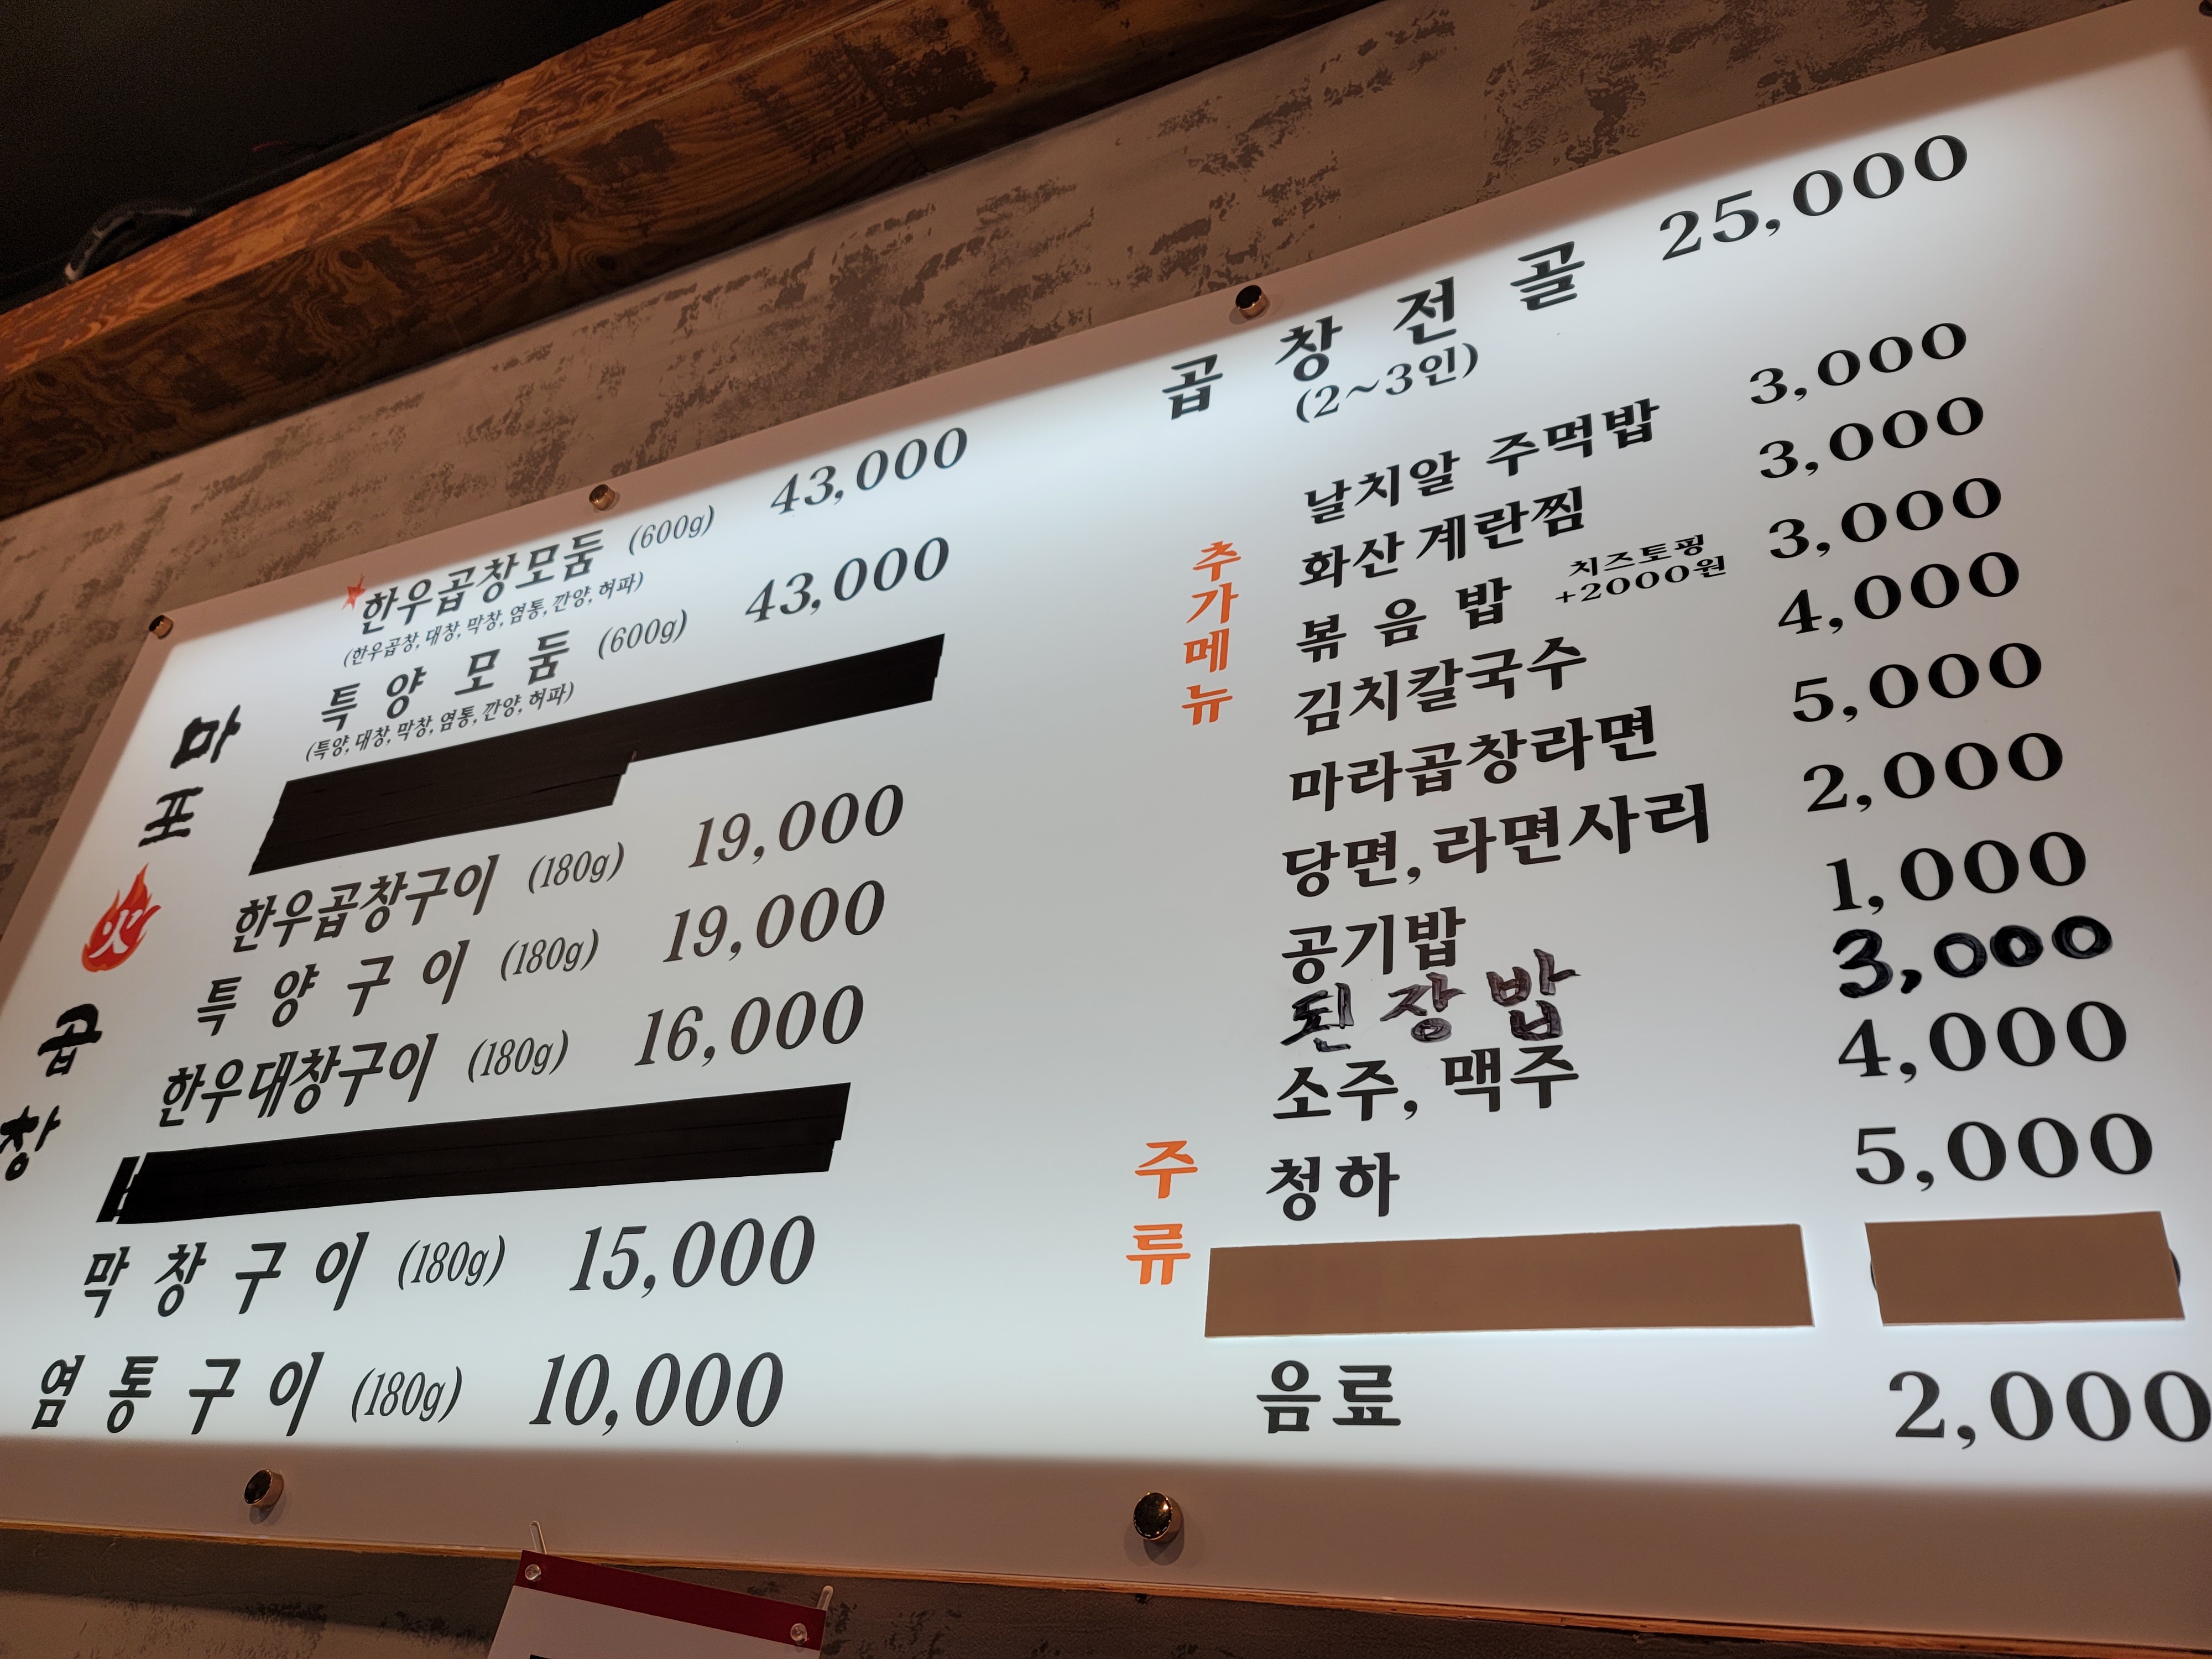 마포
핫
곱창
한우곱창모둠 (600g) 43,000
(한우곱창, 대창, 막창, 염통, 깐양, 허파)
특양모둠 (600g) 43,000
(특양, 대창, 막창, 염통, 깐양, 허파)
한우곱창구이 (180g) 19,000
특양구이 (180g) 19,000
한우대창구이 (180g) 16,000
막창구이 (180g) 15,000
염통구이 (180g) 10,000
곱창전골 25,000
(2~3인)
추가메뉴
날치알 주먹밥 3,000
화산계란찜 3,000
볶음밥 치즈토핑 +2000원 3,000
김치칼국수 4,000
마라곱창라면 5,000
당면, 라면사리 2,000
공기밥 1,000
된장밥 3,000
주류
소주, 맥주 4,000
청하 5,000
음료 2,000